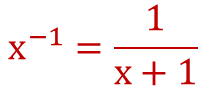 x⁻¹ = 1/(x + 1)